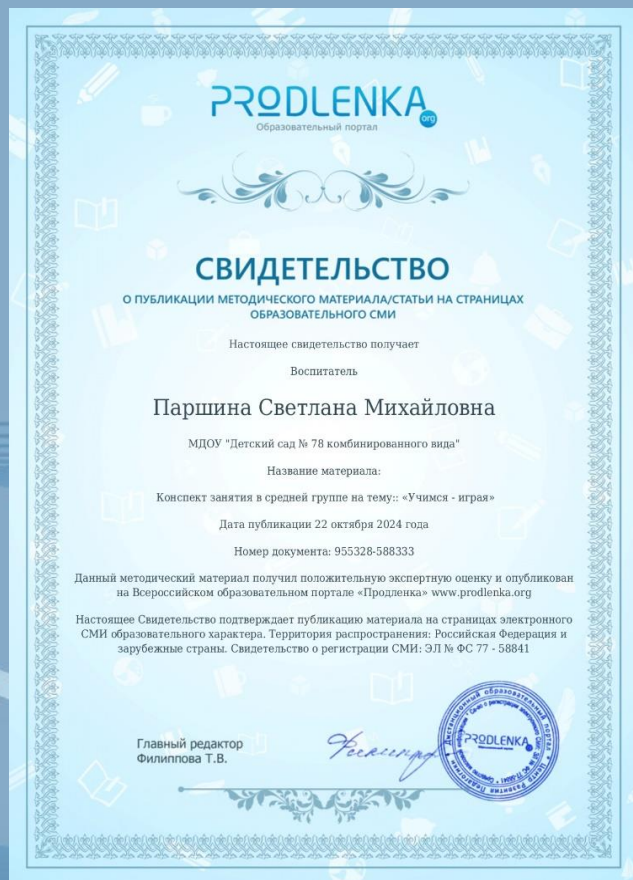 PRODLENKA
org
Образовательный портал
СВИДЕТЕЛЬСТВО
О ПУБЛИКАЦИИ МЕТОДИЧЕСКОГО МАТЕРИАЛА/СТАТЬИ НА СТРАНИЦАХ
ОБРАЗОВАТЕЛЬНОГО СМИ
Настоящее свидетельство получает
Воспитатель
Паршина Светлана Михайловна
МДОУ "Детский сад № 78 комбинированного вида"
Название материала:
Конспект занятия в средней группе на тему:: «Учимся - играя»
Дата публикации 22 октября 2024 года
Номер документа: 955328-588333
Данный методический материал получил положительную экспертную оценку и опубликован
на Всероссийском образовательном портале «Продленка» www.prodlenka.org
Настоящее Свидетельство подтверждает публикацию материала на страницах электронного
СМИ образовательного характера. Территория распространения: Российская Федерация и
зарубежные страны. Свидетельство о регистрации СМИ: ЭЛ № ФС 77 - 58841
Главный редактор
Филиппова Т.В.
PRODLENKA